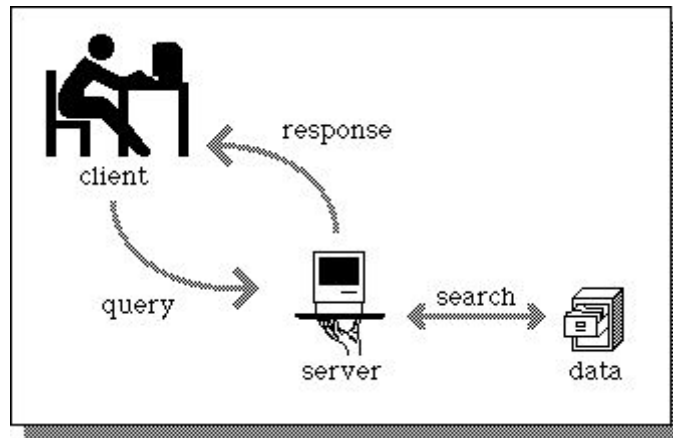 response
client
query
search
server
data